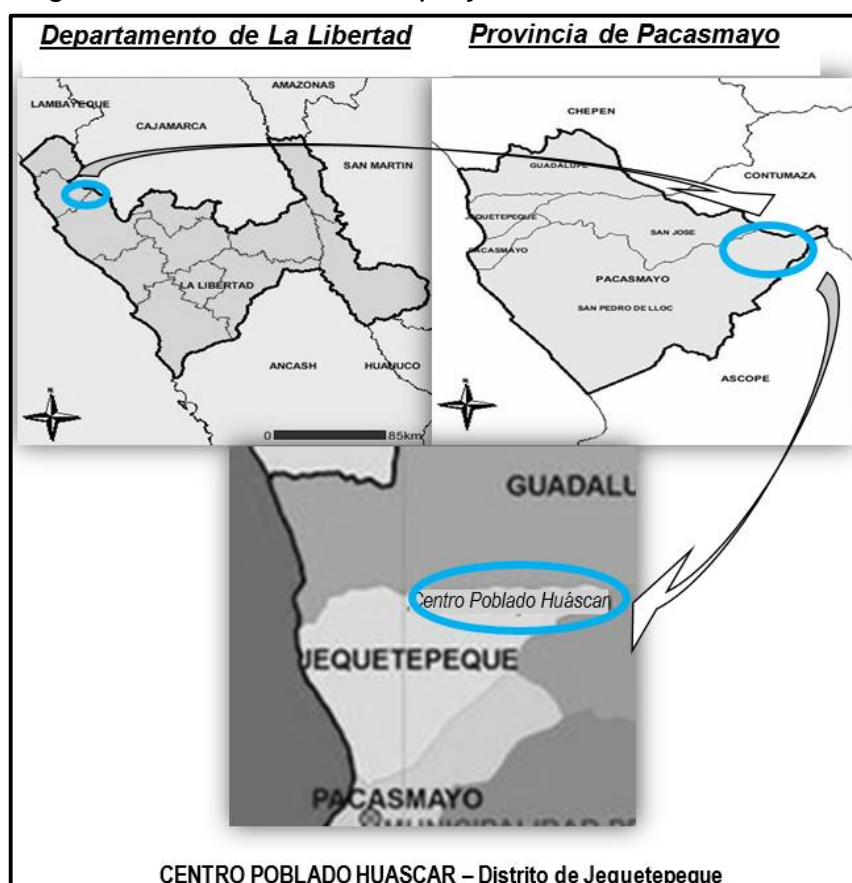 Departamento de La Libertad
Provincia de Pacasmayo
AMAZONAS
LAMBAYEQUE
CAJAMARCA
SAN MARTIN
LA LIBERTAD
ANCASH
HUANUCO
N
0 85km
CHEPEN
GUADALUPE
CONTUMAZA
JEQUETEPEQUE
SAN JOSE
PACASMAYO
PACASMAYO
SAN PEDRO DE LLOC
ASCOPE
N
GUADALU
Centro Poblado Huáscar
JEQUETEPEQUE
PACASMAYO
CENTRO POBLADO HUASCAR – Distrito de Jequetepeque